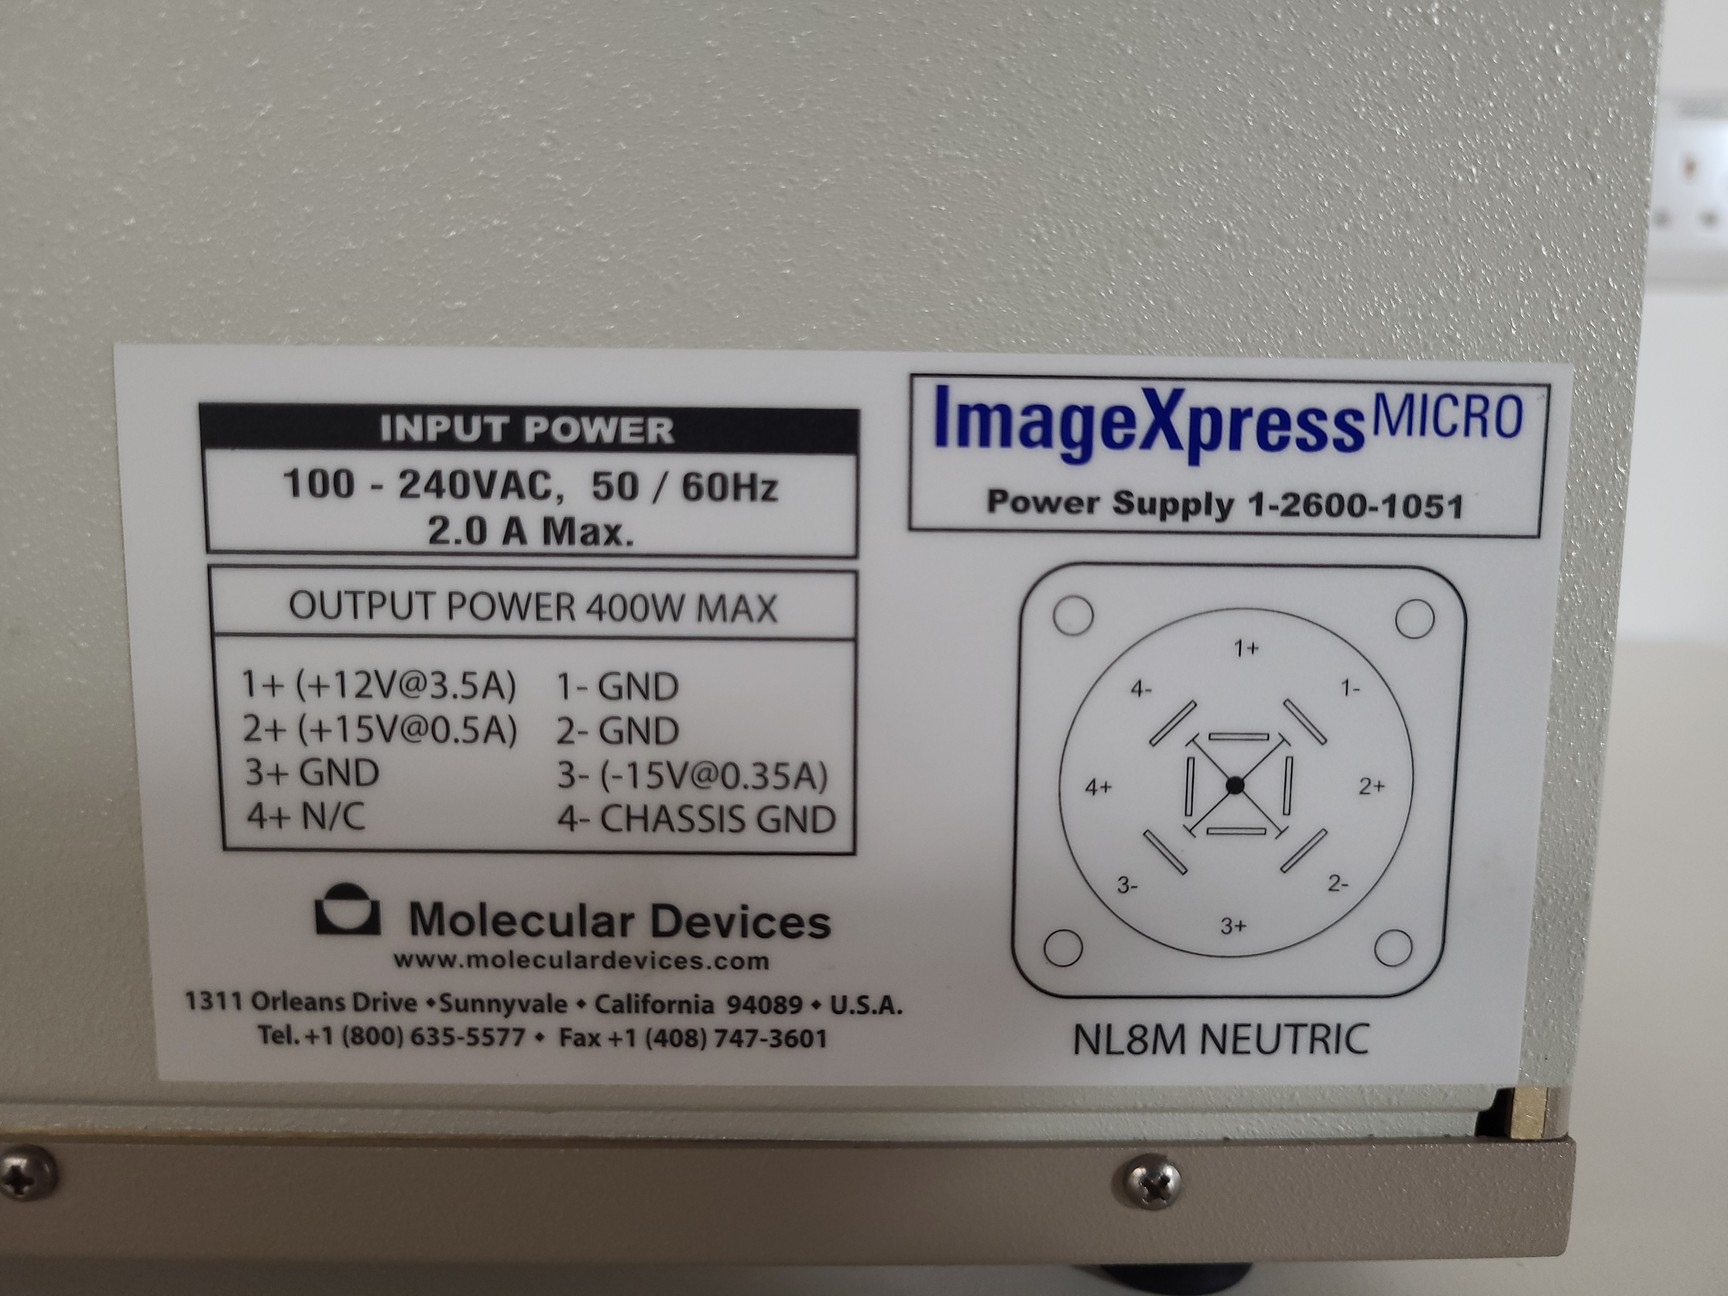 INPUT POWER
100 - 240VAC, 50 / 60Hz
2.0 A Max.
OUTPUT POWER 400W MAX
1+ (+12V@3.5A) 1- GND
2+ (+15V@0.5A) 2- GND
3+ GND 3- (-15V@0.35A)
4+ N/C 4- CHASSIS GND
Molecular Devices
www.moleculardevices.com
1311 Orleans Drive ♦ Sunnyvale ♦ California 94089 ♦ U.S.A.
Tel. +1 (800) 635-5577 ♦ Fax +1 (408) 747-3601
ImageXpress MICRO
Power Supply 1-2600-1051
1+
4- 1-
4+ 2+
3- 2-
3+
NL8M NEUTRIC